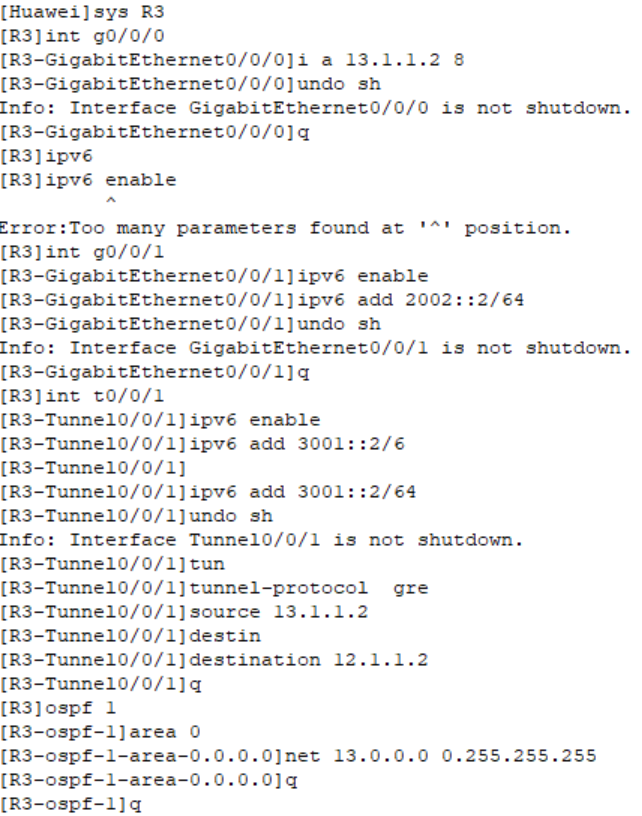 [Huawei]sys R3
[R3]int g0/0/0
[R3-GigabitEthernet0/0/0]i a 13.1.1.2 8
[R3-GigabitEthernet0/0/0]undo sh
Info: Interface GigabitEthernet0/0/0 is not shutdown.
[R3-GigabitEthernet0/0/0]q
[R3]ipv6
[R3]ipv6 enable
^
Error:Too many parameters found at '^' position.
[R3]int g0/0/1
[R3-GigabitEthernet0/0/1]ipv6 enable
[R3-GigabitEthernet0/0/1]ipv6 add 2002::2/64
[R3-GigabitEthernet0/0/1]undo sh
Info: Interface GigabitEthernet0/0/1 is not shutdown.
[R3-GigabitEthernet0/0/1]q
[R3]int t0/0/1
[R3-Tunnel0/0/1]ipv6 enable
[R3-Tunnel0/0/1]ipv6 add 3001::2/6
[R3-Tunnel0/0/1]
[R3-Tunnel0/0/1]ipv6 add 3001::2/64
[R3-Tunnel0/0/1]undo sh
Info: Interface Tunnel0/0/1 is not shutdown.
[R3-Tunnel0/0/1]tun
[R3-Tunnel0/0/1]tunnel-protocol  gre
[R3-Tunnel0/0/1]source 13.1.1.2
[R3-Tunnel0/0/1]destin
[R3-Tunnel0/0/1]destination 12.1.1.2
[R3-Tunnel0/0/1]q
[R3]ospf 1
[R3-ospf-1]area 0
[R3-ospf-1-area-0.0.0.0]net 13.0.0.0 0.255.255.255
[R3-ospf-1-area-0.0.0.0]q
[R3-ospf-1]q